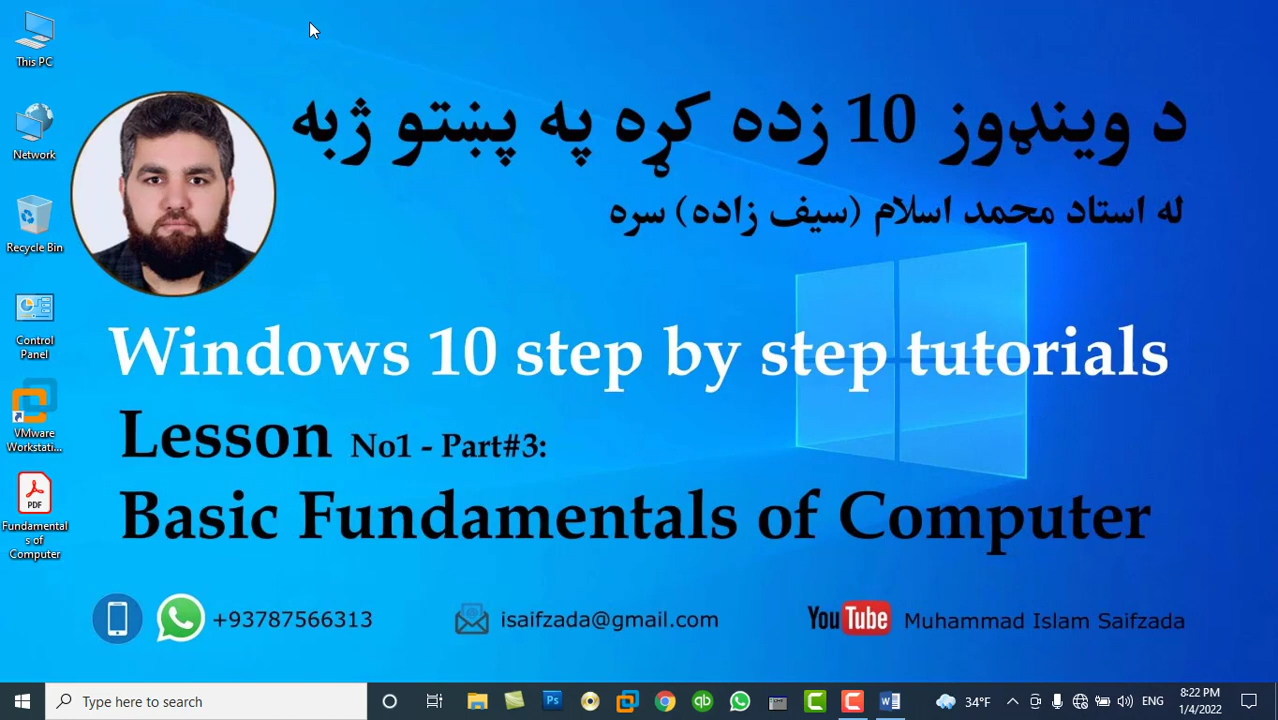 This PC
Network
Recycle Bin
Control
Panel
VMware
Workstati...
PDF
Fundamental
s of
Computer
د وینډوز 10 زده کړه په پښتو ژبه
له استاد محمد اسلام (سیف زاده) سره
Windows 10 step by step tutorials
Lesson No1 - Part#3:
Basic Fundamentals of Computer
+93787566313
isaifzada@gmail.com
YouTube Muhammad Islam Saifzada
Type here to search
Ps
qb
C
C
W
34°F
ENG
8:22 PM
1/4/2022